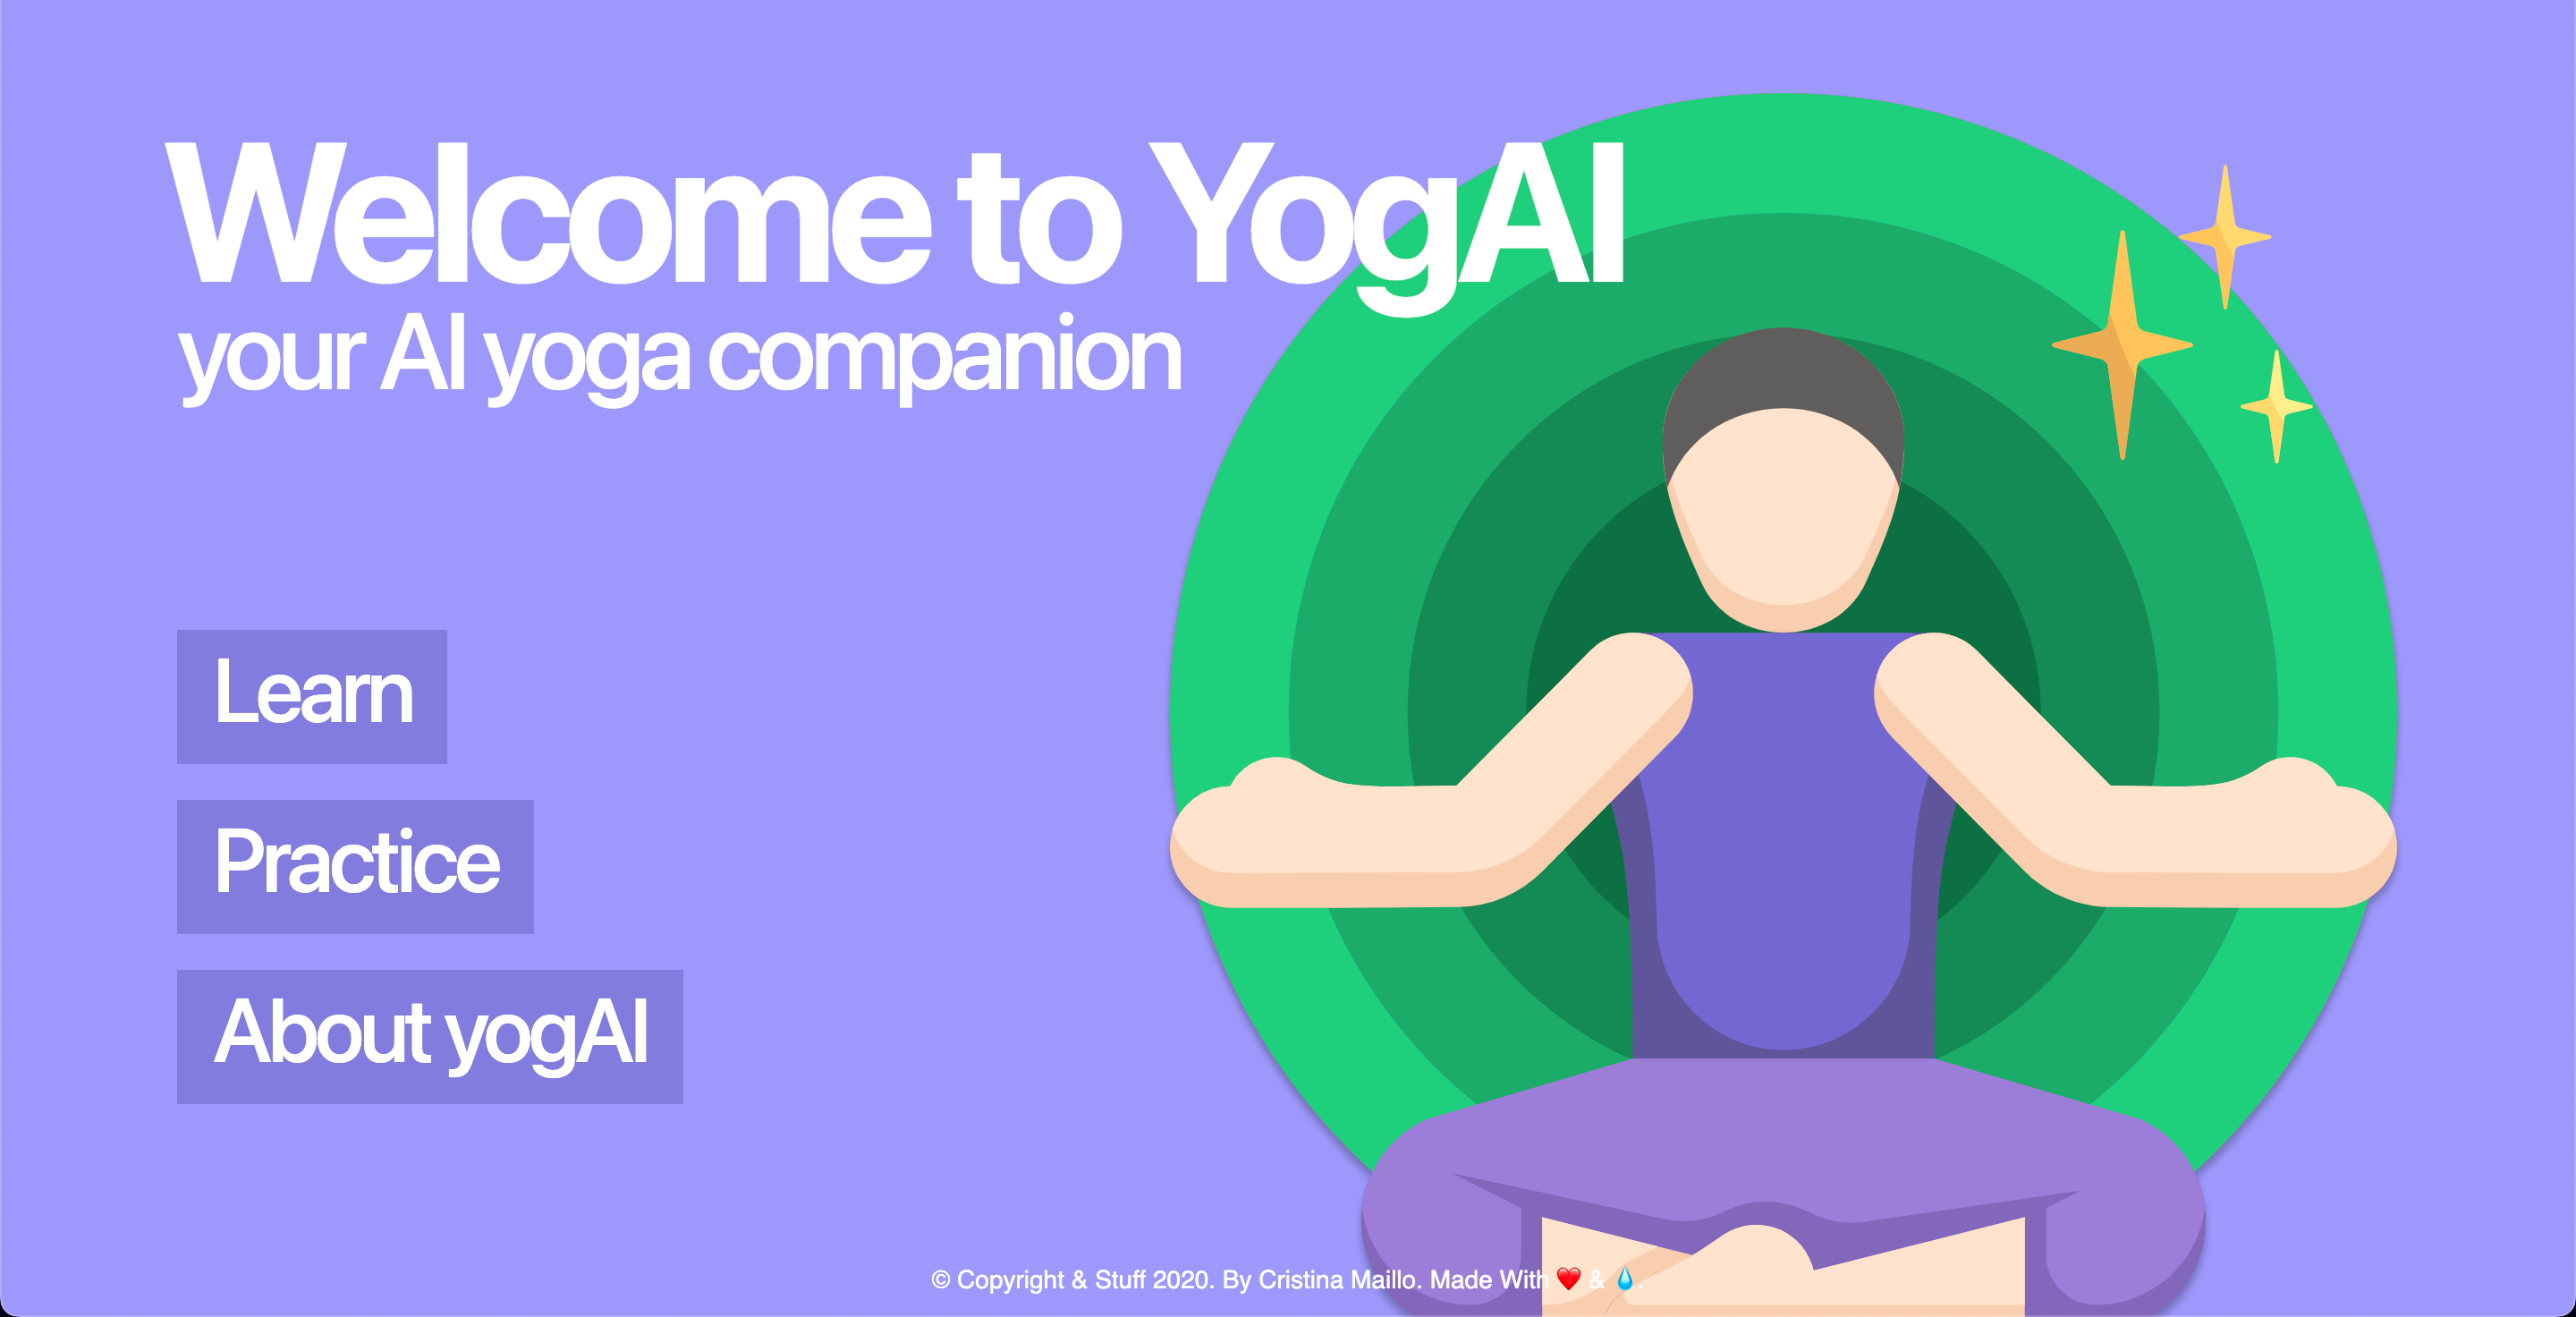 Welcome to YogAI
your AI yoga companion
Learn
Practice
About yogAI
© Copyright & Stuff 2020. By Cristina Maillo. Made With ❤️ & 💧.